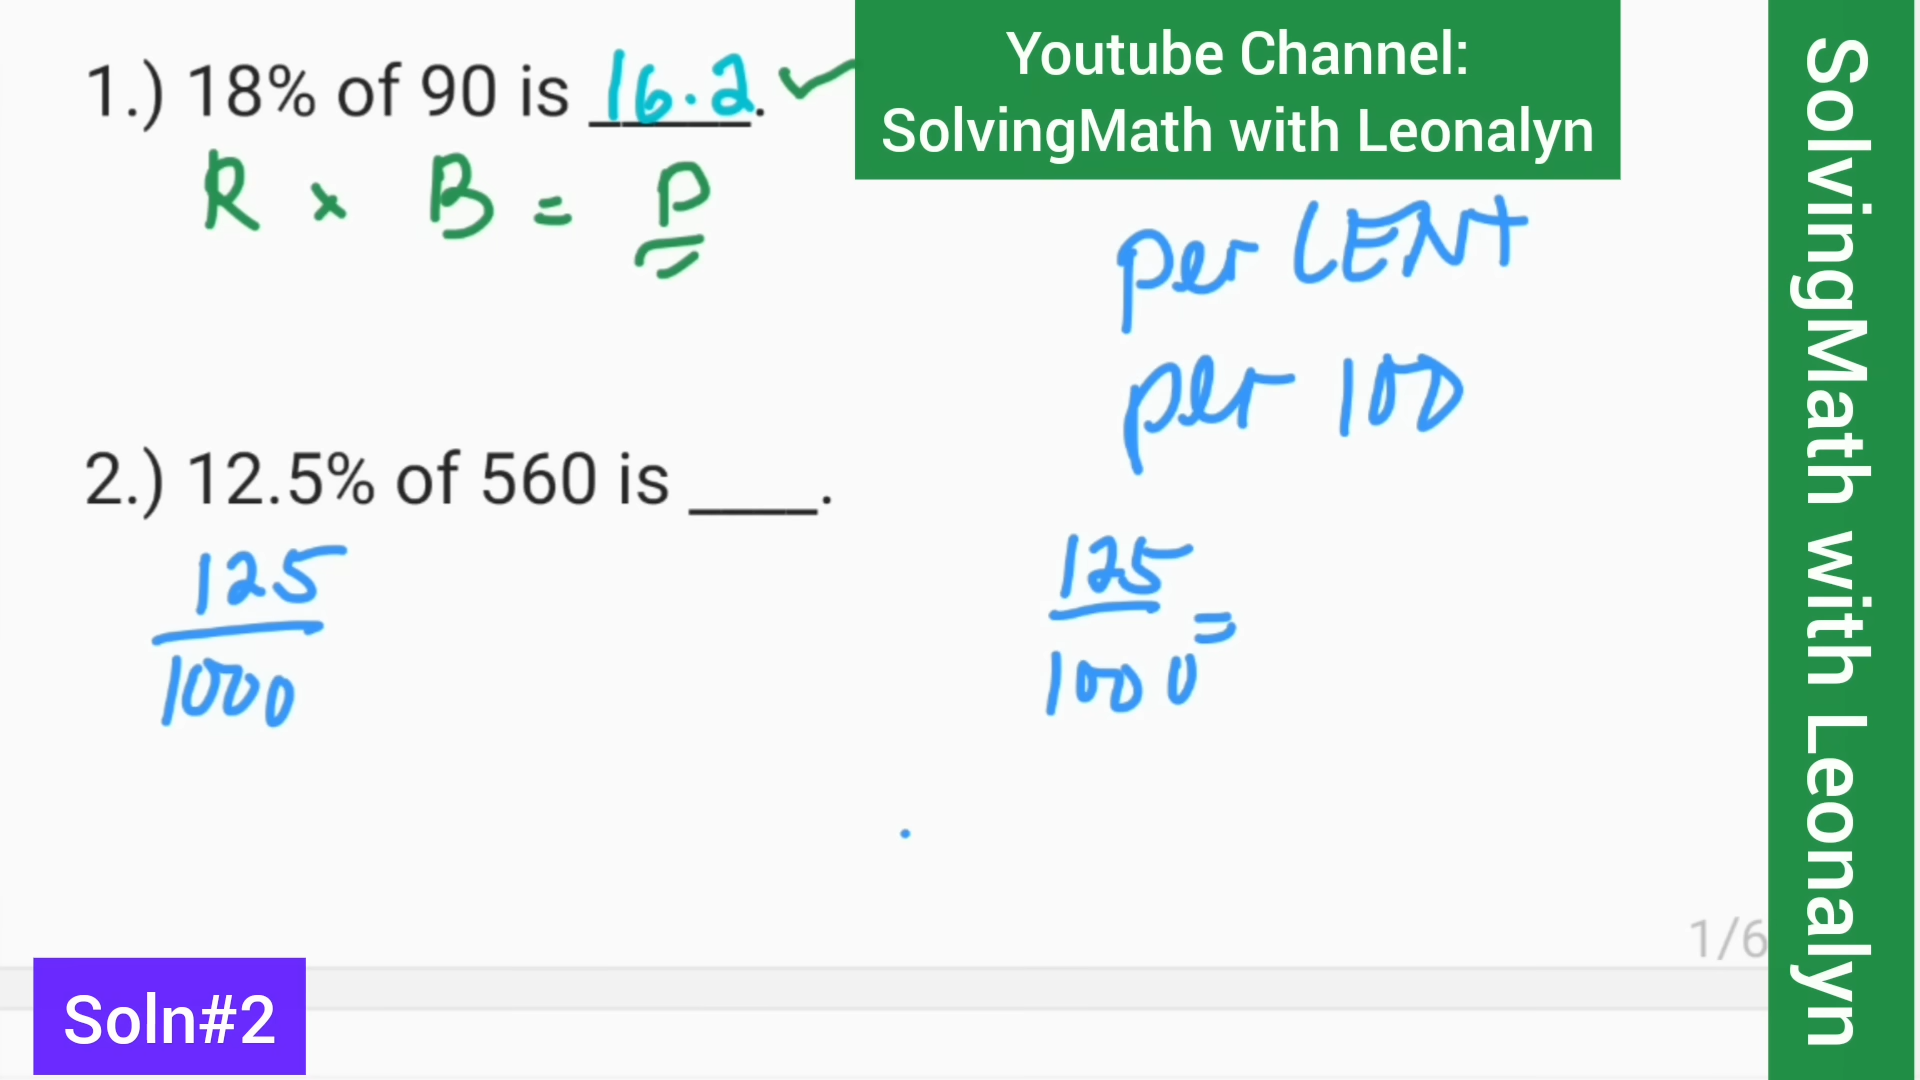 1.) 18% of 90 is 16.2.
R x B = P
Youtube Channel:
SolvingMath with Leonalyn
per CENT
per 100
2.) 12.5% of 560 is ____.
125
1000
125
1000 =
1/6
Soln#2
SolvingMath with Leonalyn